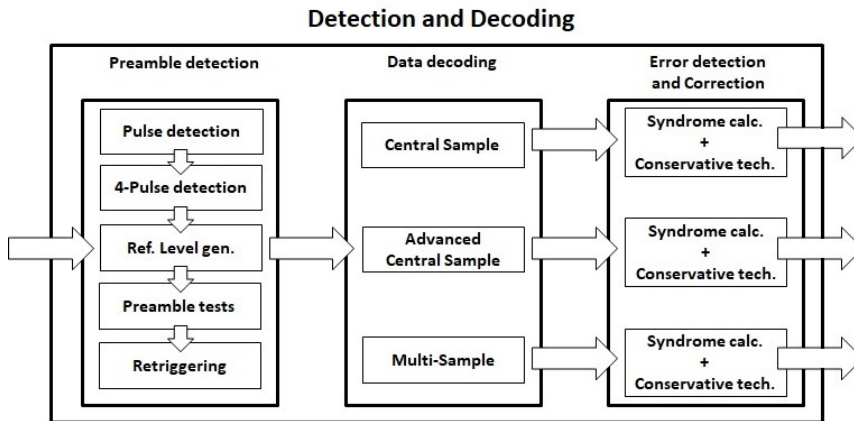 Detection and Decoding
Preamble detection
Pulse detection
4-Pulse detection
Ref. Level gen.
Preamble tests
Retriggering
Data decoding
Central Sample
Advanced
Central Sample
Multi-Sample
Error detection
and Correction
Syndrome calc.
+
Conservative tech.
Syndrome calc.
+
Conservative tech.
Syndrome calc.
+
Conservative tech.